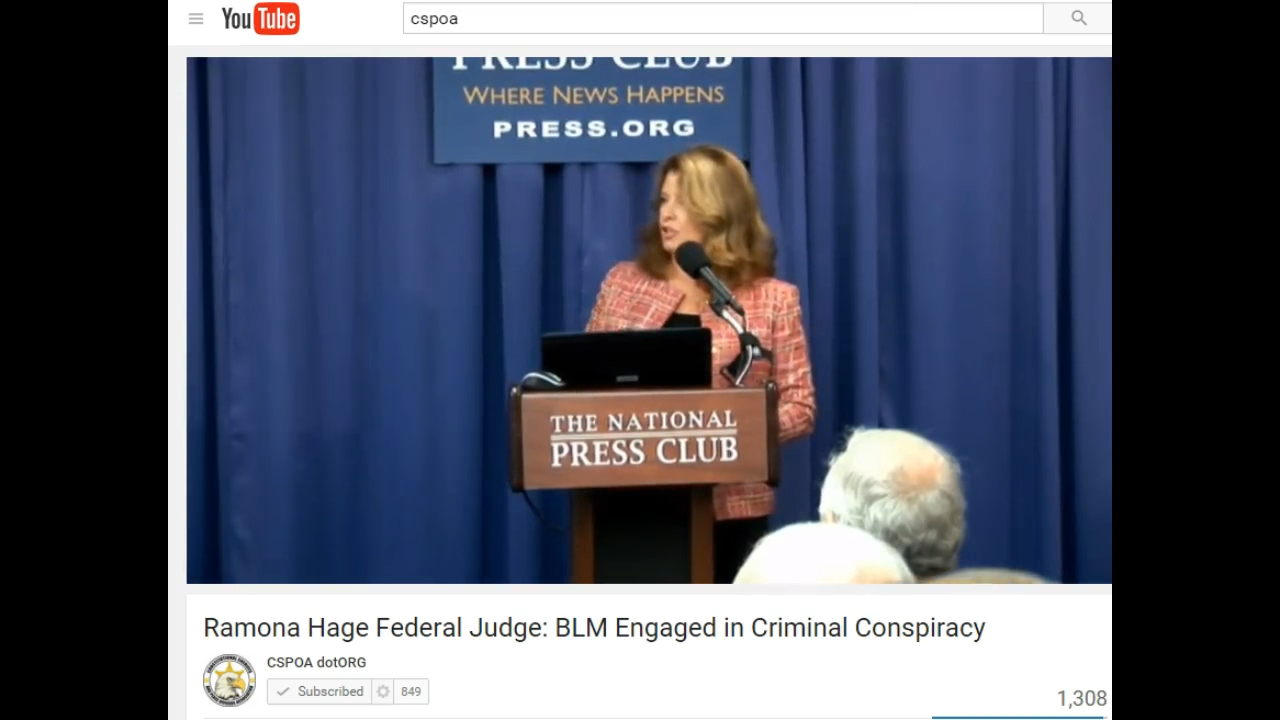 YouTube
cspoa
PRESS CLUB
WHERE NEWS HAPPENS
PRESS.ORG
THE NATIONAL
PRESS CLUB
Ramona Hage Federal Judge: BLM Engaged in Criminal Conspiracy
CSPOA dotORG
Subscribed 849
1,308